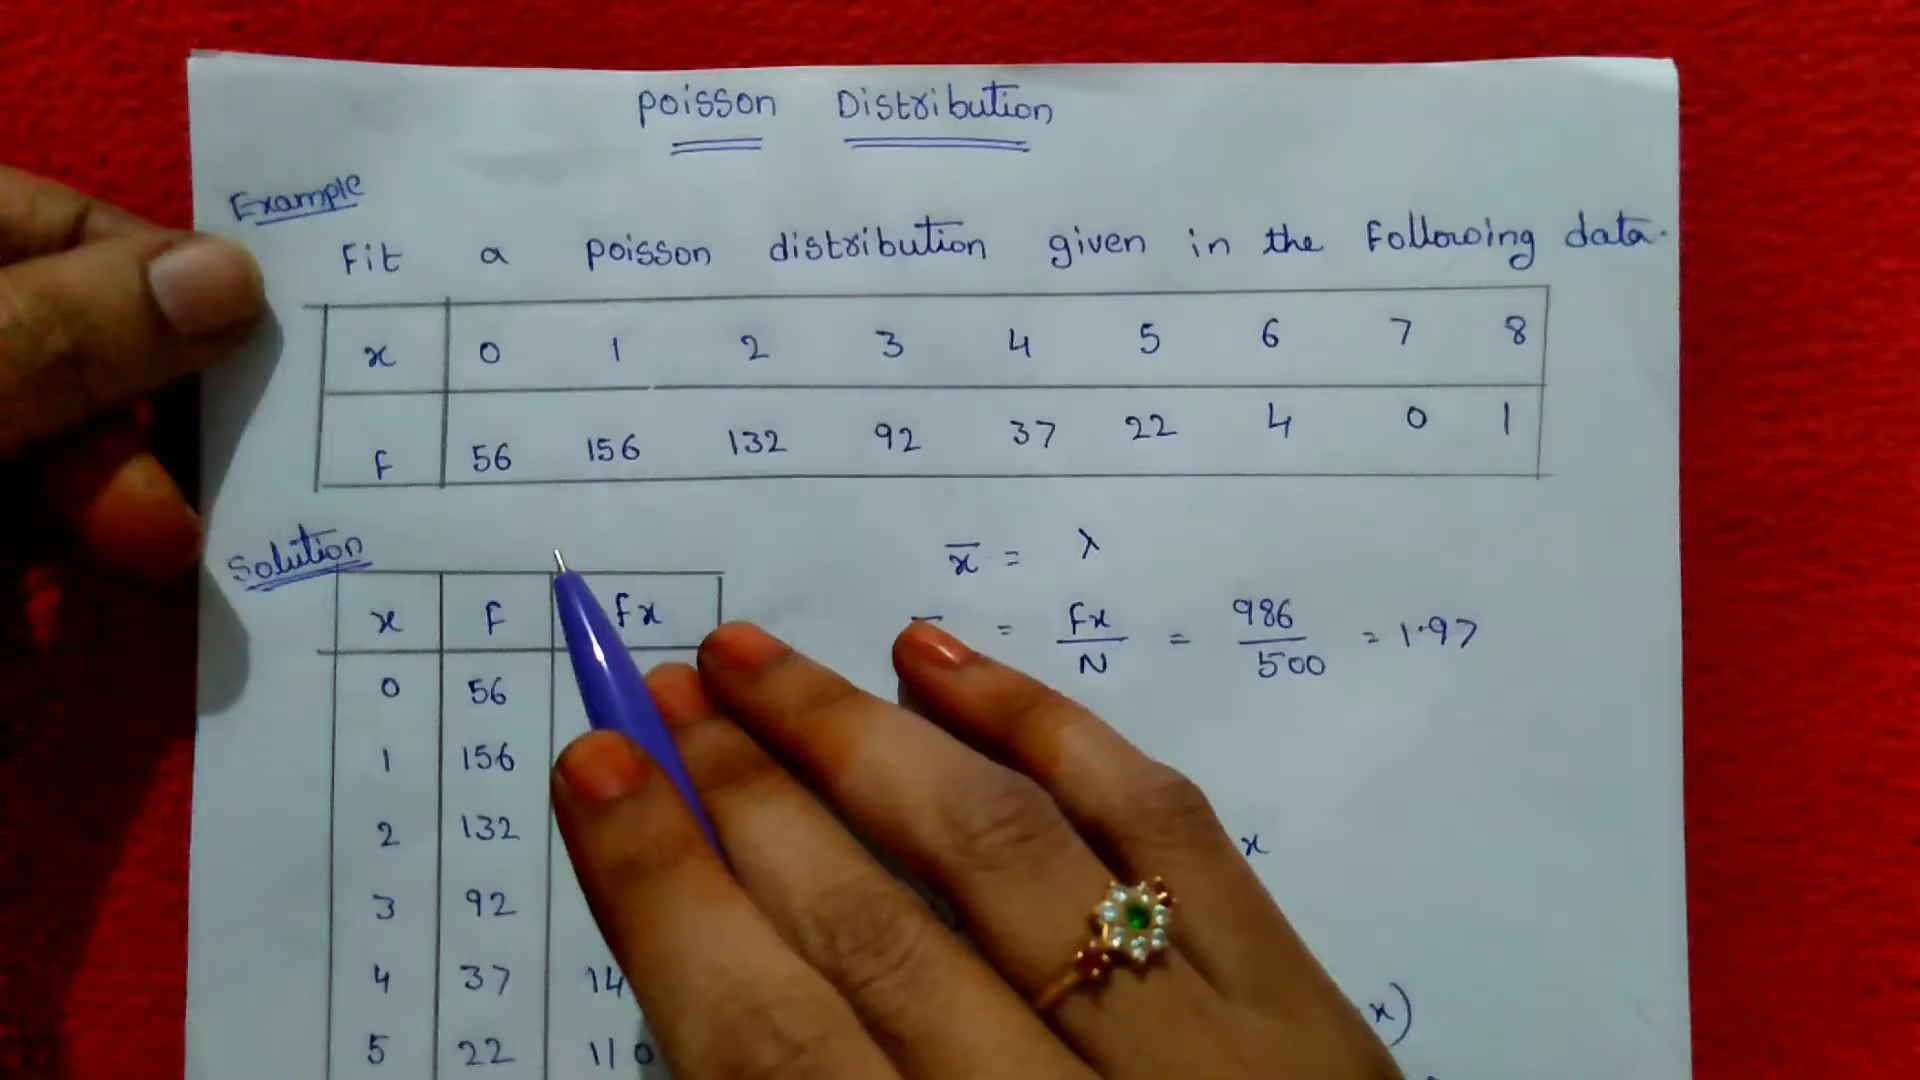 Poisson Distribution
Example
Fit a poisson distribution given in the following data.
x 0 1 2 3 4 5 6 7 8
F 56 156 132 92 37 22 4 0 1
Solution
x̄ = λ
x F Fx
= Fx/N = 986/500 = 1.97
0 56
1 156
2 132
x
3 92
4 37 14
x)
5 22 110